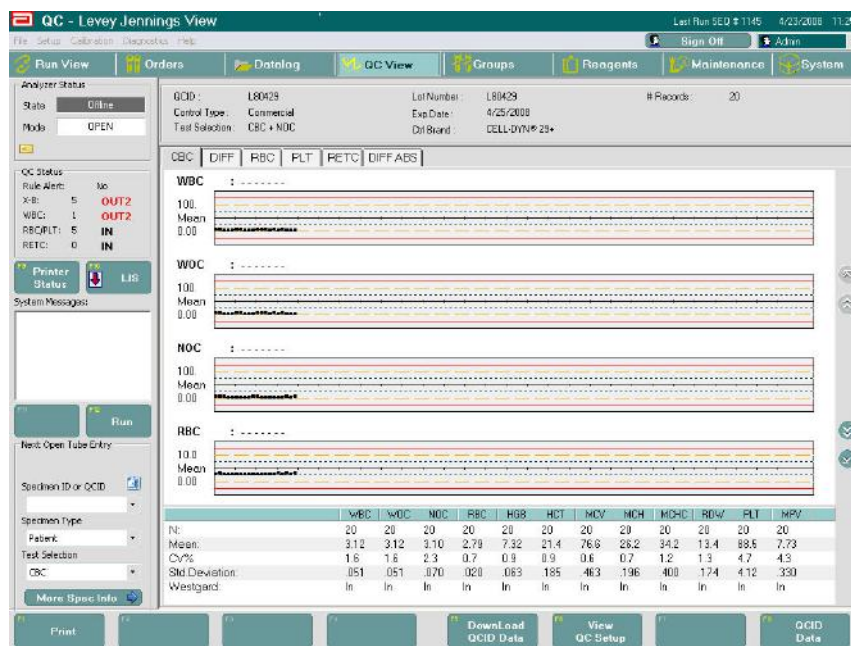 QC - Levey Jennings View
Last Run SEQ # 1145 4/23/2008 11:2
File Setup Calibration Diagnostics Help
Sign Off Admin
Run View Orders Datalog QC View Groups Reagents Maintenance System
Analyzer Status
State Offline
Mode OPEN
QCID : L80429 Lot Number : L80429 # Records: 20
Control Type : Commercial Exp Date : 4/25/2008
Test Selection : CBC + NOC Ctrl Brand : CELL-DYN® 29+
CBC DIFF RBC PLT RETC DIFF ABS
QC Status
Rule Alert: No
X-B: 5 OUT2
WBC: 1 OUT2
RBC/PLT: 5 IN
RETC: 0 IN
Printer Status
LIS
System Messages:
Run
Next Open Tube Entry
Specimen ID or QCID
Specimen Type
Patient
Test Selection
CBC
More Spec Info
WBC : -------
100.
Mean
0.00
WOC : -------
100.
Mean
0.00
NOC : -------
100.
Mean
0.00
RBC : -------
10.0
Mean
0.00
WBC WOC NOC RBC HGB HCT MCV MCH MCHC RDW PLT MPV
N: 20 20 20 20 20 20 20 20 20 20 20 20
Mean: 3.12 3.12 3.10 2.79 7.32 21.4 76.6 26.2 34.2 13.4 88.5 7.73
CV% 1.6 1.6 2.3 0.7 0.9 0.9 0.6 0.7 1.2 1.3 4.7 4.3
Std.Deviation: .051 .051 .070 .020 .063 .185 .463 .196 .400 .174 4.12 .330
Westgard: In In In In In In In In In In In In
Print
DownLoad QCID Data
View QC Setup
QCID Data